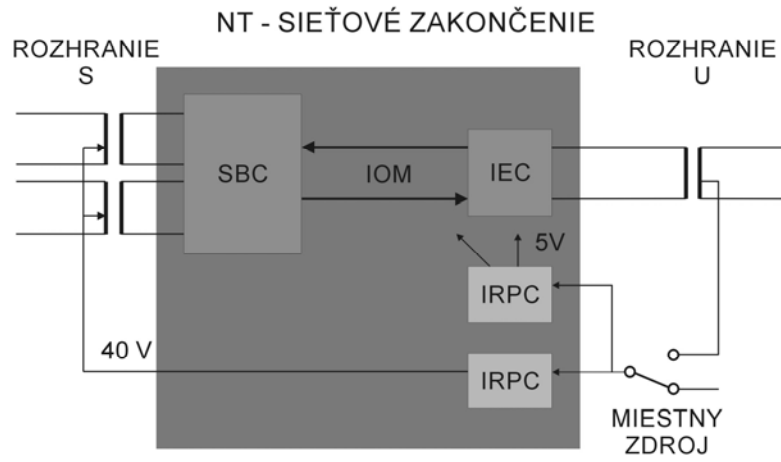 NT - SIEŤOVÉ ZAKONČENIE
ROZHRANIE
S
ROZHRANIE
U
SBC
IOM
IEC
5V
IRPC
40 V
IRPC
MIESTNY
ZDROJ